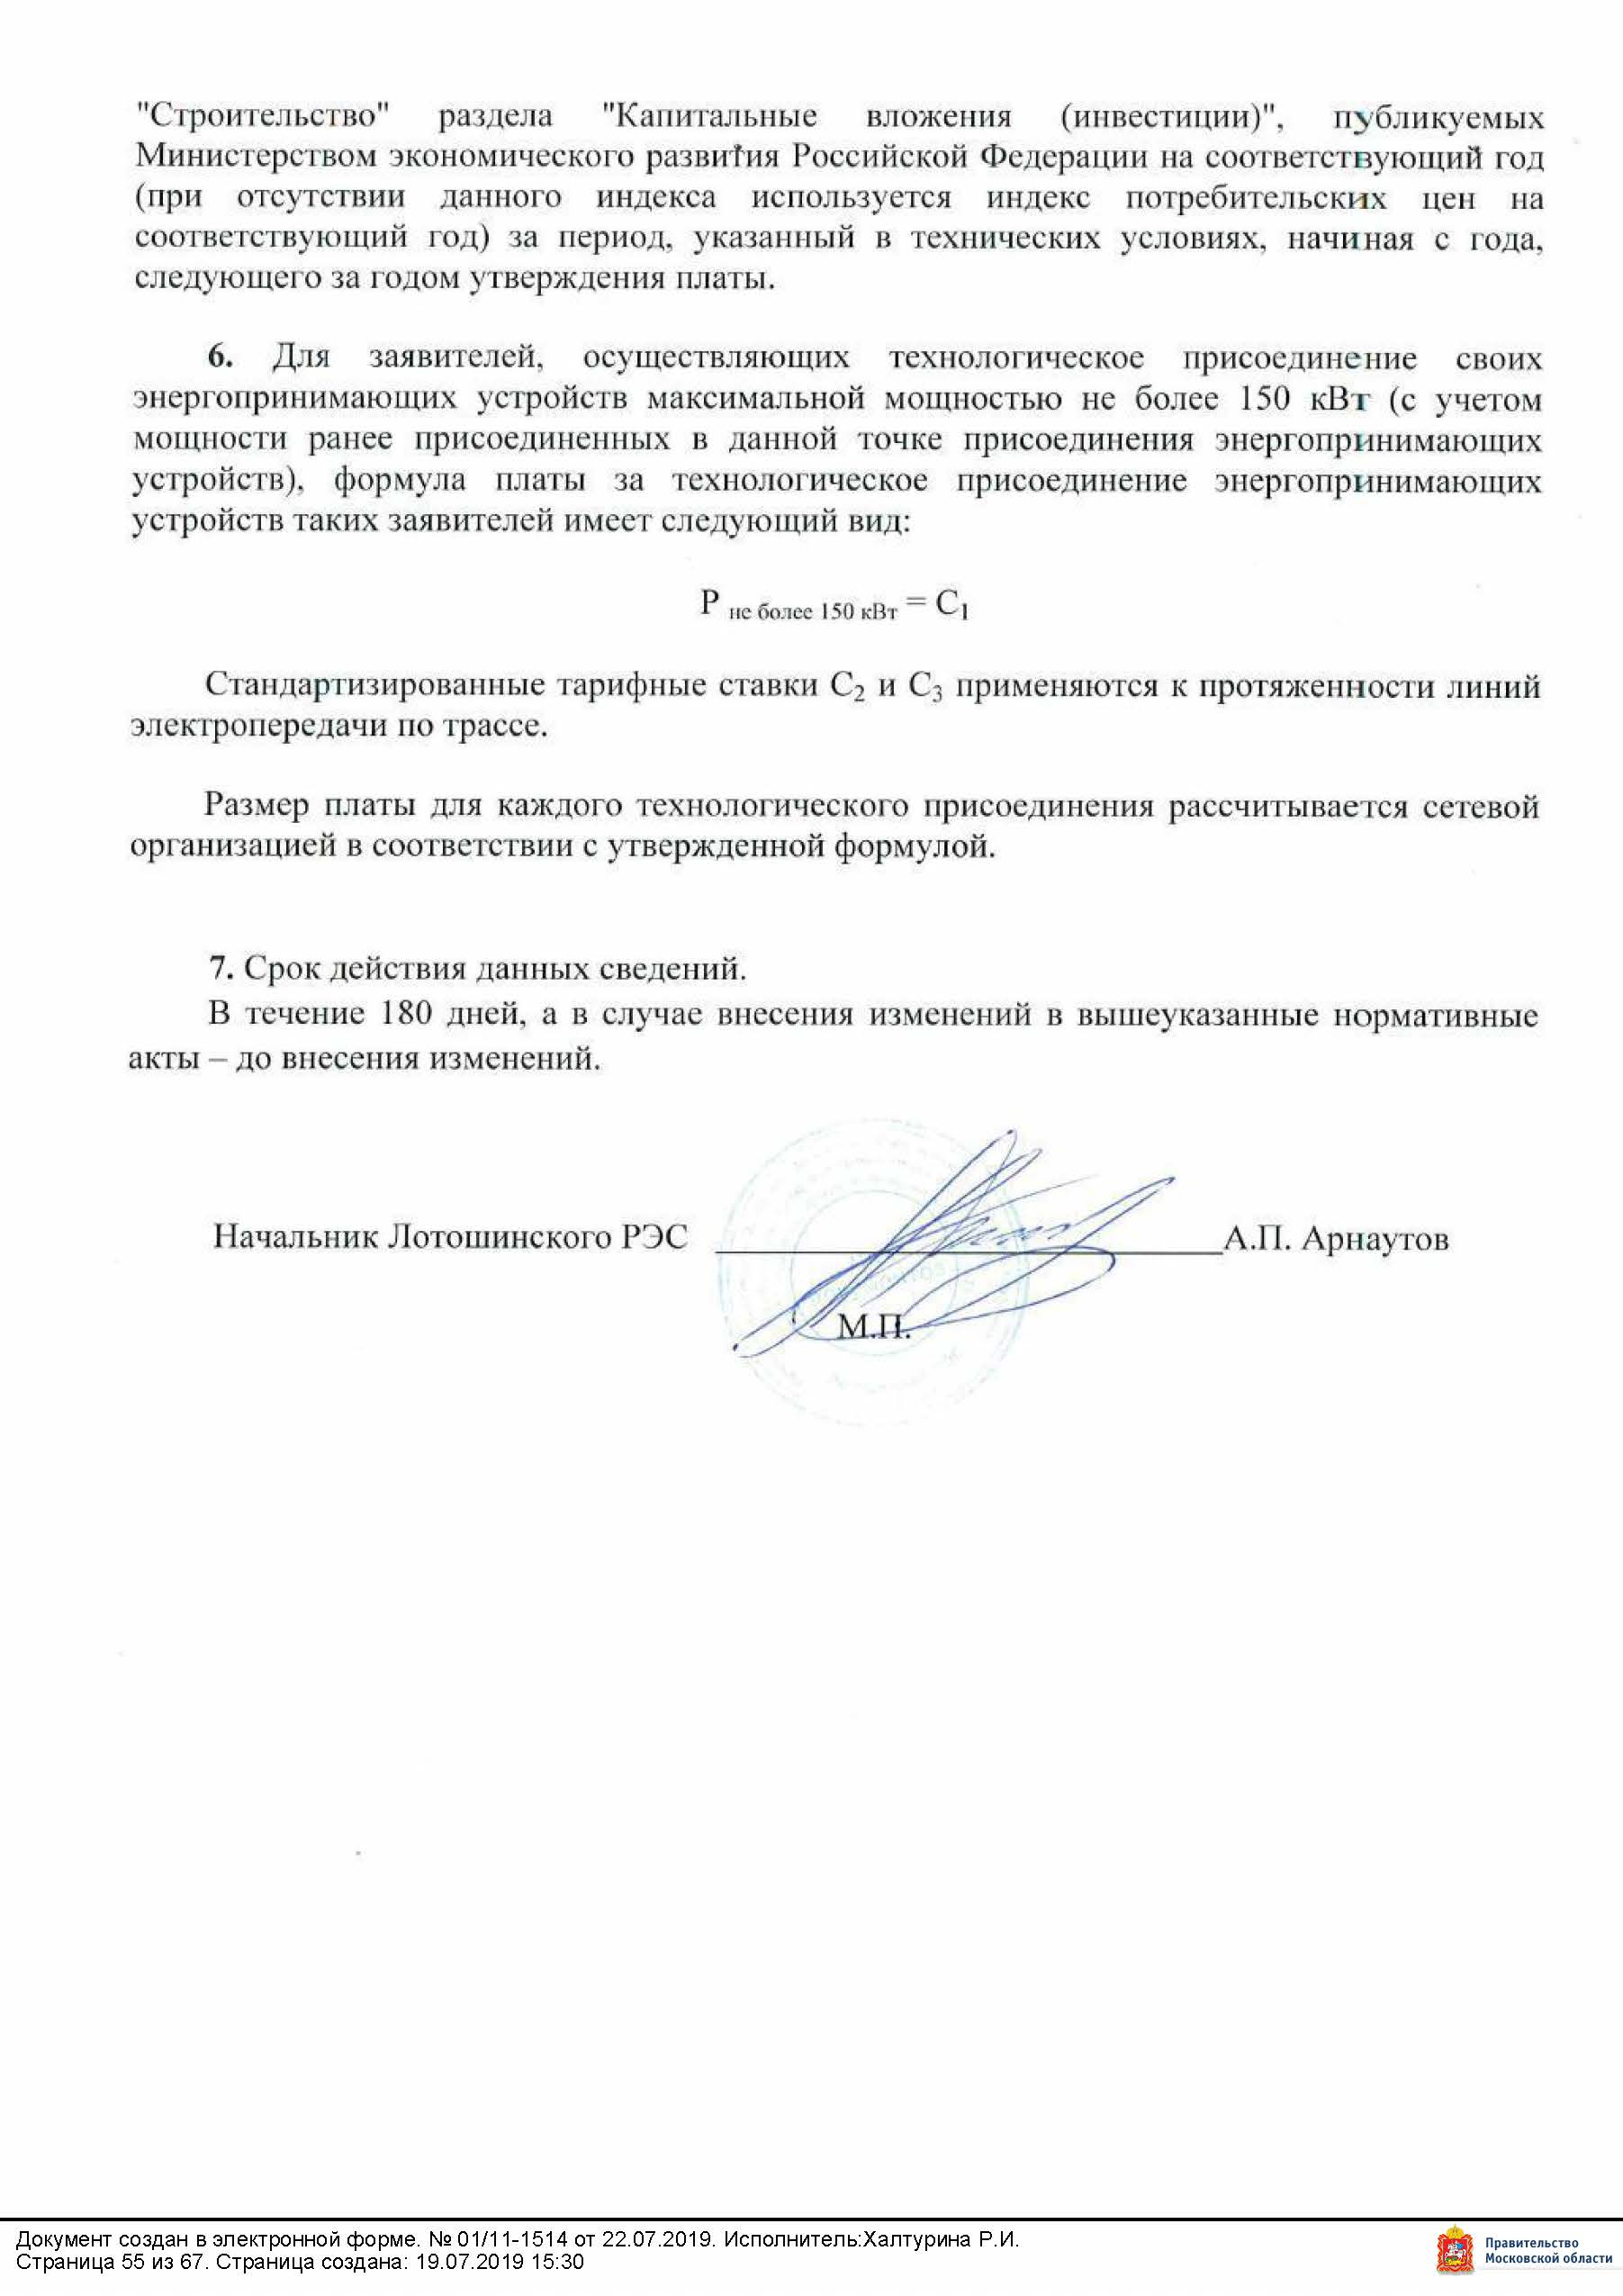 "Строительство" раздела "Капитальные вложения (инвестиции)", публикуемых
Министерством экономического развития Российской Федерации на соответствующий год
(при отсутствии данного индекса используется индекс потребительских цен на
соответствующий год) за период, указанный в технических условиях, начиная с года,
следующего за годом утверждения платы.
6. Для заявителей, осуществляющих технологическое присоединение своих
энергопринимающих устройств максимальной мощностью не более 150 кВт (с учетом
мощности ранее присоединенных в данной точке присоединения энергопринимающих
устройств), формула платы за технологическое присоединение энергопринимающих
устройств таких заявителей имеет следующий вид:
Р не более 150 кВт = С1
Стандартизированные тарифные ставки С2 и С3 применяются к протяженности линий
электропередачи по трассе.
Размер платы для каждого технологического присоединения рассчитывается сетевой
организацией в соответствии с утвержденной формулой.
7. Срок действия данных сведений.
В течение 180 дней, а в случае внесения изменений в вышеуказанные нормативные
акты – до внесения изменений.
Начальник Лотошинского РЭС А.П. Арнаутов
М.П.
Документ создан в электронной форме. № 01/11-1514 от 22.07.2019. Исполнитель:Халтурина Р.И.
Страница 55 из 67. Страница создана: 19.07.2019 15:30
Правительство
Московской области